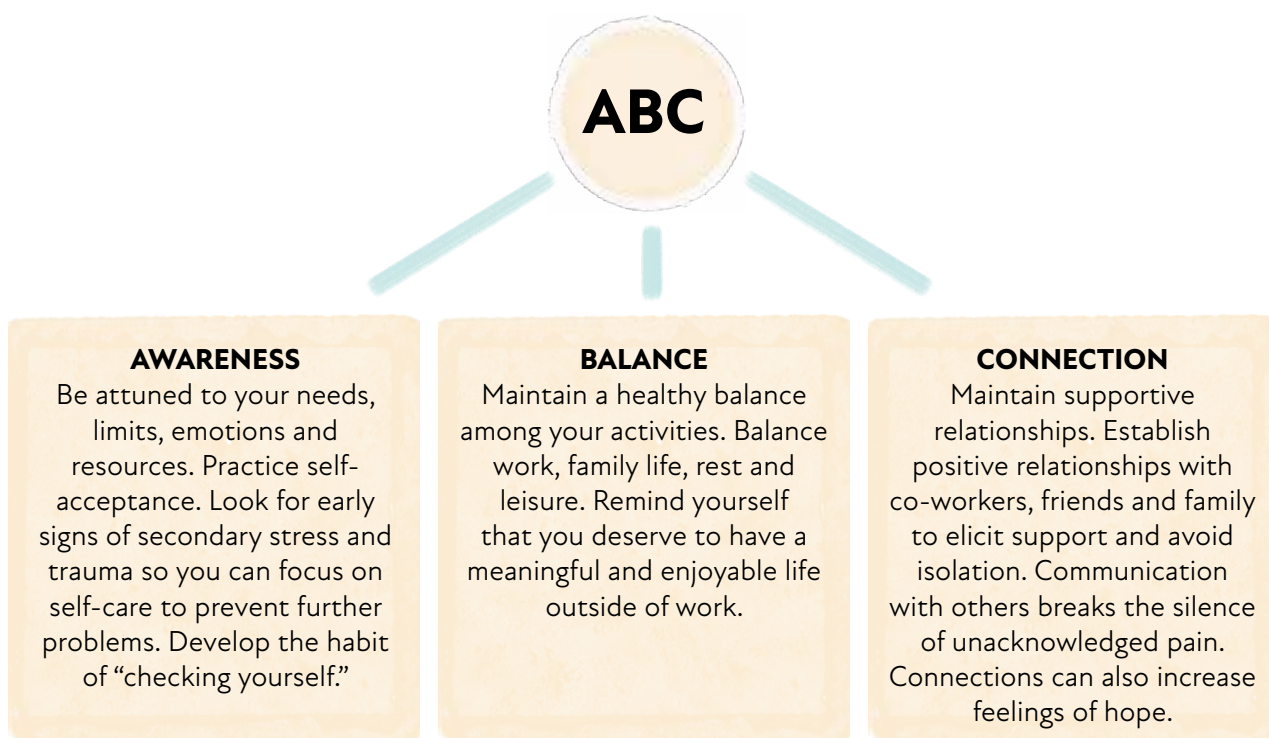 ABC
AWARENESS
Be attuned to your needs,
limits, emotions and
resources. Practice self-
acceptance. Look for early
signs of secondary stress and
trauma so you can focus on
self-care to prevent further
problems. Develop the habit
of “checking yourself.”
BALANCE
Maintain a healthy balance
among your activities. Balance
work, family life, rest and
leisure. Remind yourself
that you deserve to have a
meaningful and enjoyable life
outside of work.
CONNECTION
Maintain supportive
relationships. Establish
positive relationships with
co-workers, friends and family
to elicit support and avoid
isolation. Communication
with others breaks the silence
of unacknowledged pain.
Connections can also increase
feelings of hope.